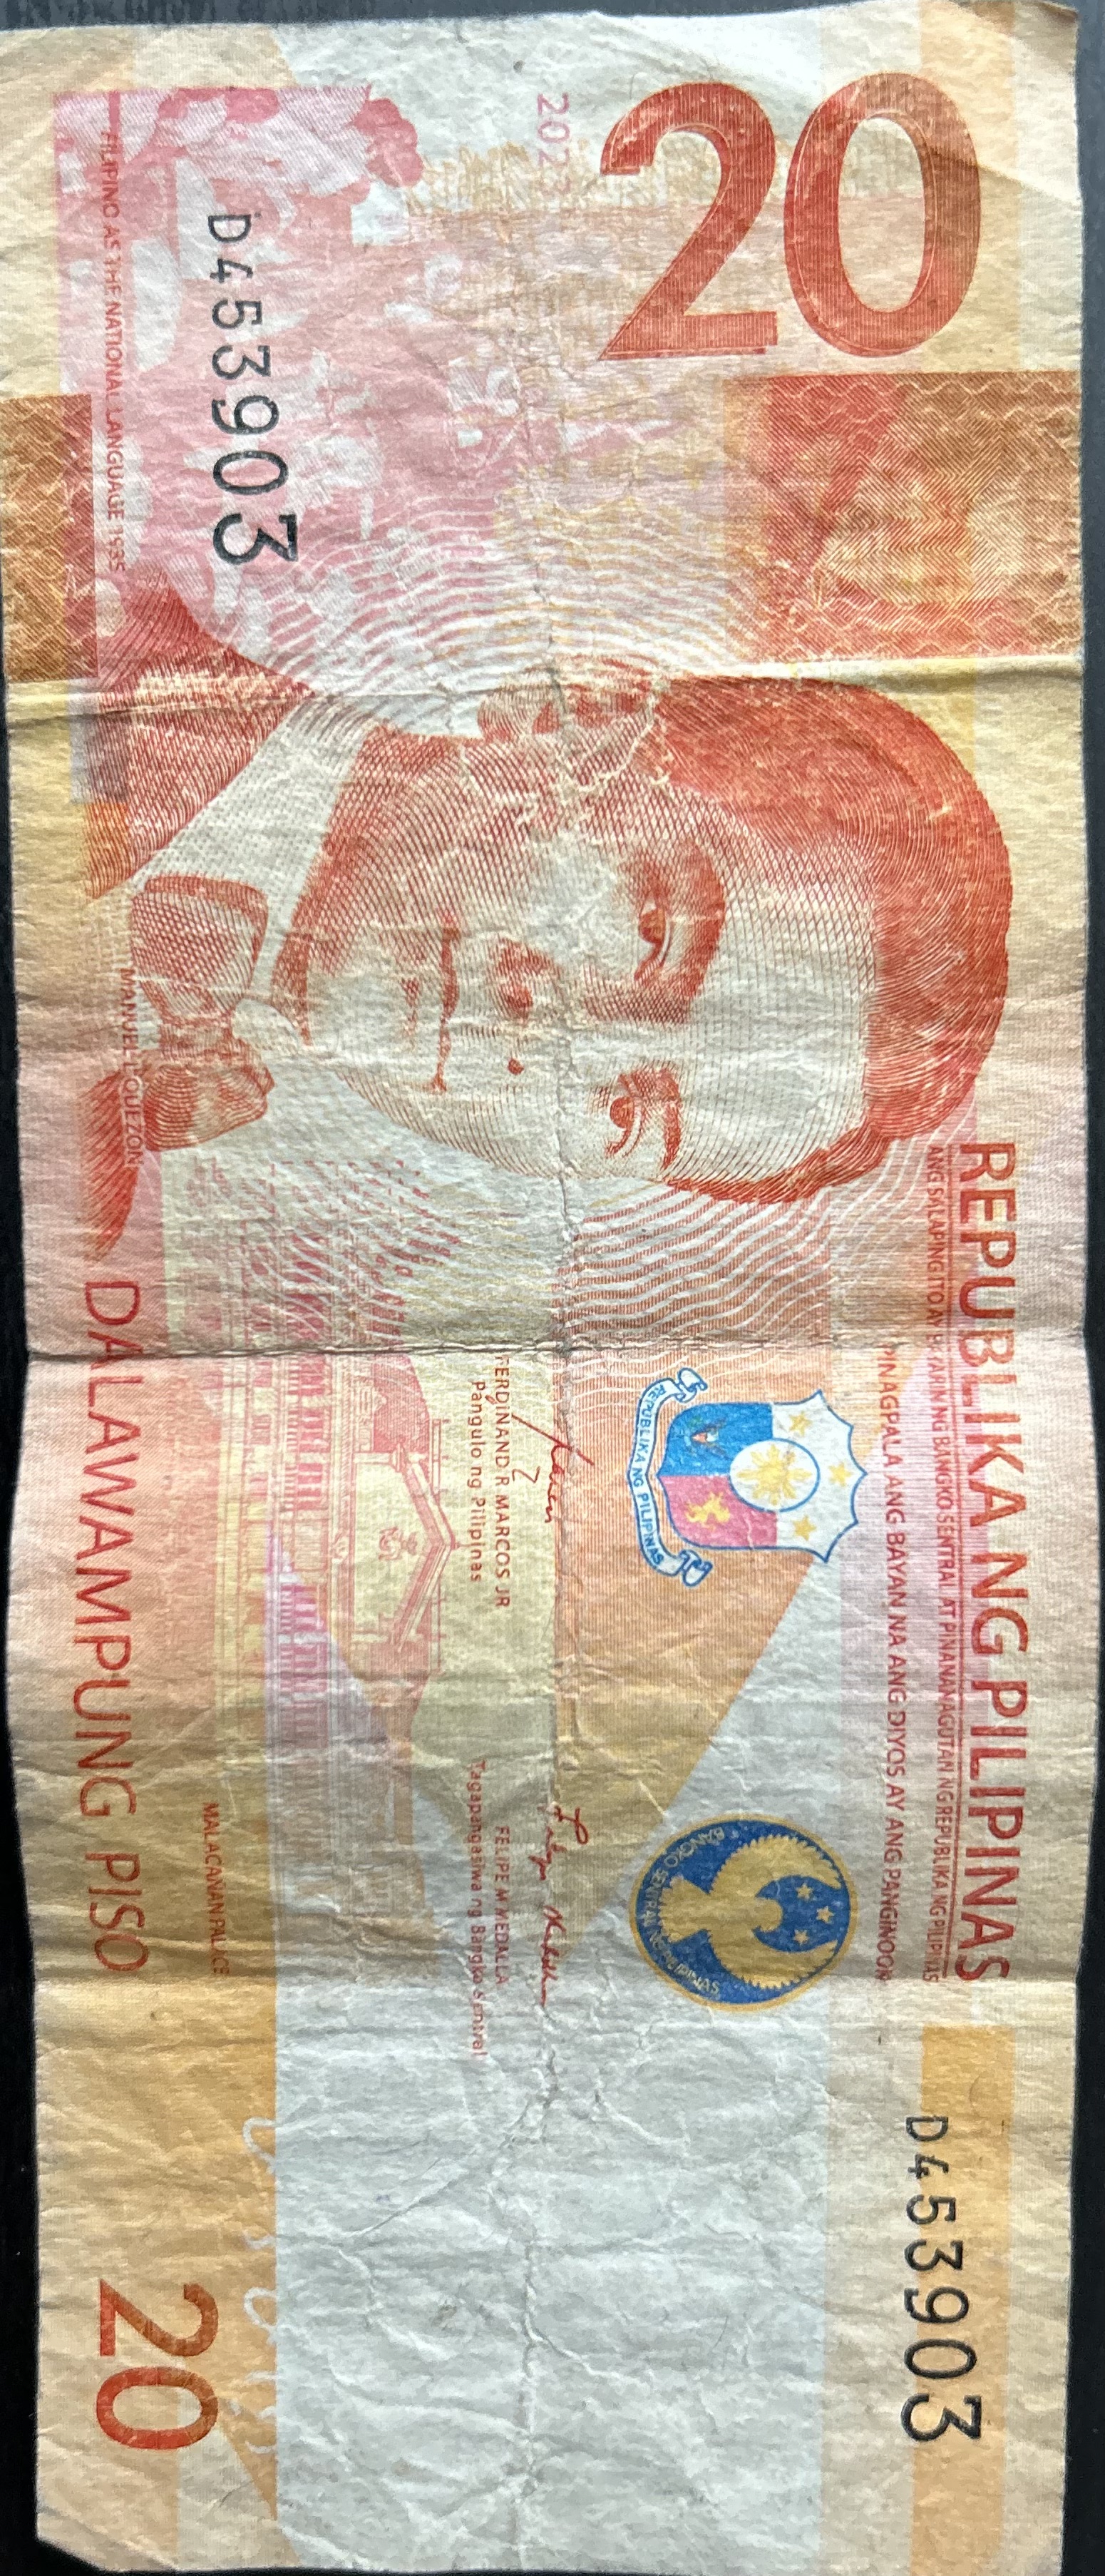 REPUBLIKA NG PILIPINAS
ANG SALAPING ITO AY BAYARIN NG BANGKO SENTRAL AT PINANANAGUTAN NG REPUBLIKA NG PILIPINAS
PINAGPALA ANG BAYAN NA ANG DIYOS AY ANG PANGINOON
D453903
20
REPUBLIKA NG PILIPINAS
BANGKO SENTRAL NG PILIPINAS
2023
FERDINAND R MARCOS JR
Pangulo ng Pilipinas
FELIPE M MEDALLA
Tagapangasiwa ng Bangko Sentral
D453903
MALACAÑAN PALACE
FILIPINO AS THE NATIONAL LANGUAGE 1935
MANUEL L QUEZON
DALAWAMPUNG PISO
20